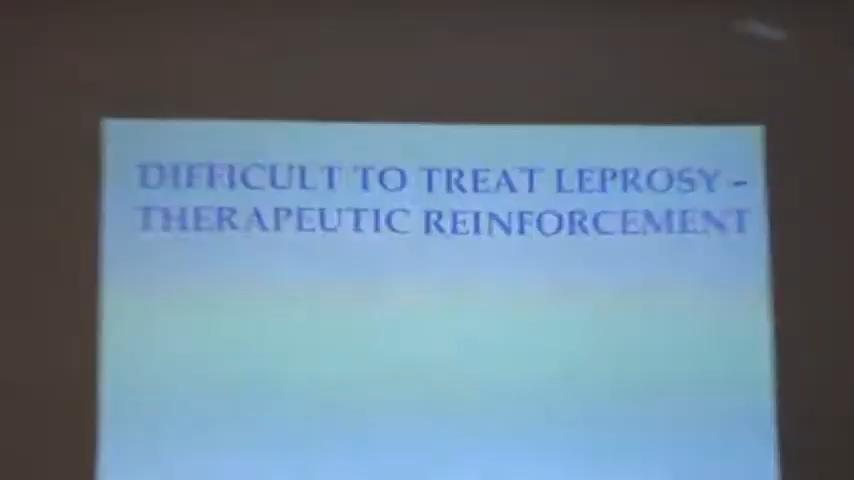 DIFFICULT TO TREAT LEPROSY -
THERAPEUTIC REINFORCEMENT